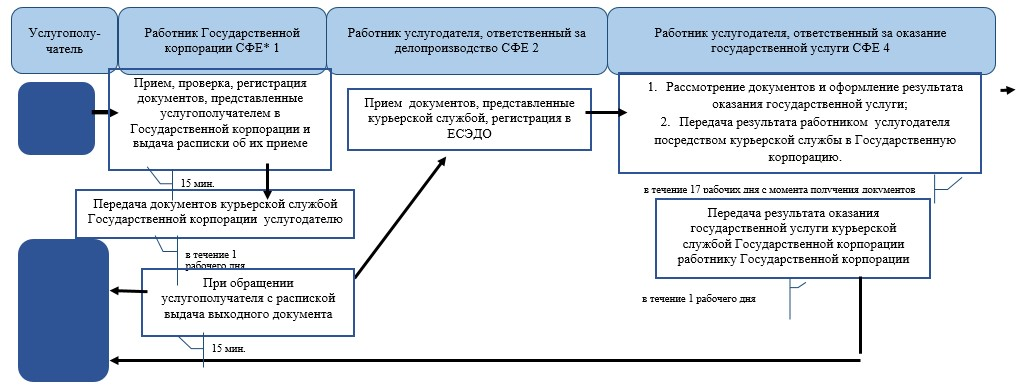 Услугополу-
чатель
Работник Государственной
корпорации СФЕ* 1
Работник услугодателя, ответственный за
делопроизводство СФЕ 2
Работник услугодателя, ответственный за оказание
государственной услуги СФЕ 4
Прием, проверка, регистрация
документов, представленные
услугополучателем в
Государственной корпорации и
выдача расписки об их приеме
15 мин.
Передача документов курьерской службой
Государственной корпорации услугодателю
в течение 1
рабочего дня
При обращении
услугополучателя с распиской
выдача выходного документа
15 мин.
Прием документов, представленные
курьерской службой, регистрация в
ЕСЭДО
1. Рассмотрение документов и оформление результата
оказания государственной услуги;
2. Передача результата работником услугодателя
посредством курьерской службы в Государственную
корпорацию.
в течение 17 рабочих дня с момента получения документов
Передача результата оказания
государственной услуги курьерской
службой Государственной корпорации
работнику Государственной корпорации
в течение 1 рабочего дня